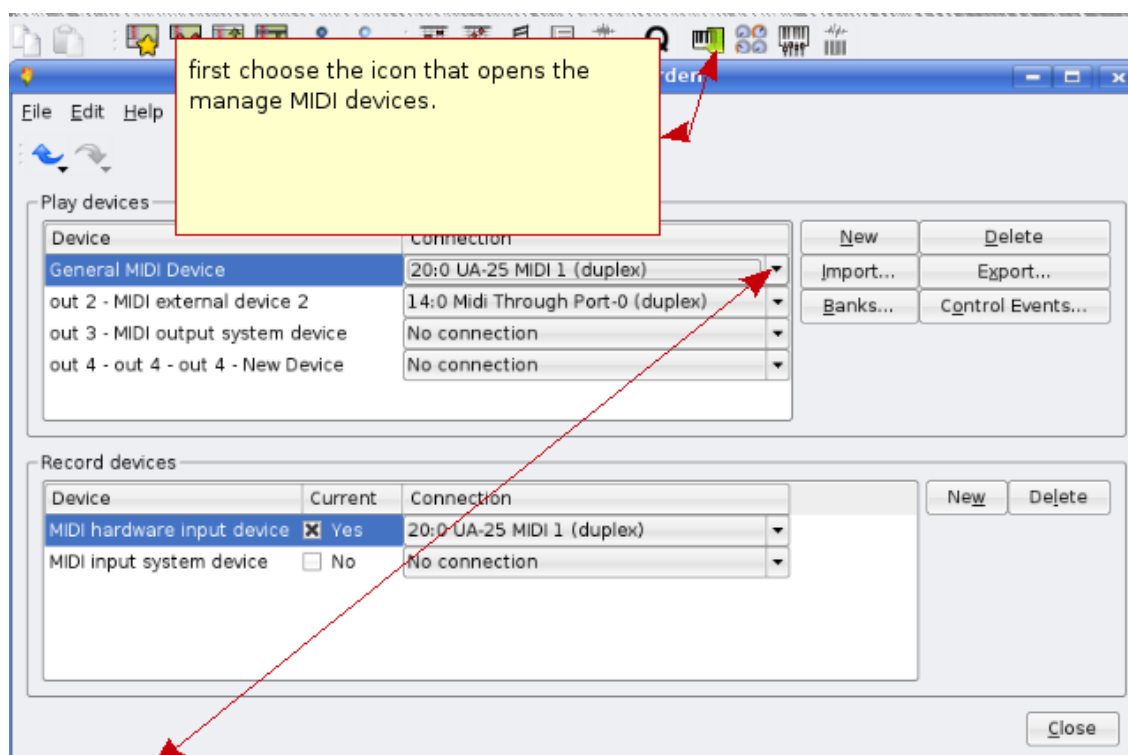 first choose the icon that opens the
manage MIDI devices.
File Edit Help
Play devices
Device Connection
General MIDI Device 20:0 UA-25 MIDI 1 (duplex)
out 2 - MIDI external device 2 14:0 Midi Through Port-0 (duplex)
out 3 - MIDI output system device No connection
out 4 - out 4 - out 4 - New Device No connection
New Delete
Import... Export...
Banks... Control Events...
Record devices
Device Current Connection
MIDI hardware input device Yes 20:0 UA-25 MIDI 1 (duplex)
MIDI input system device No No connection
New Delete
Close